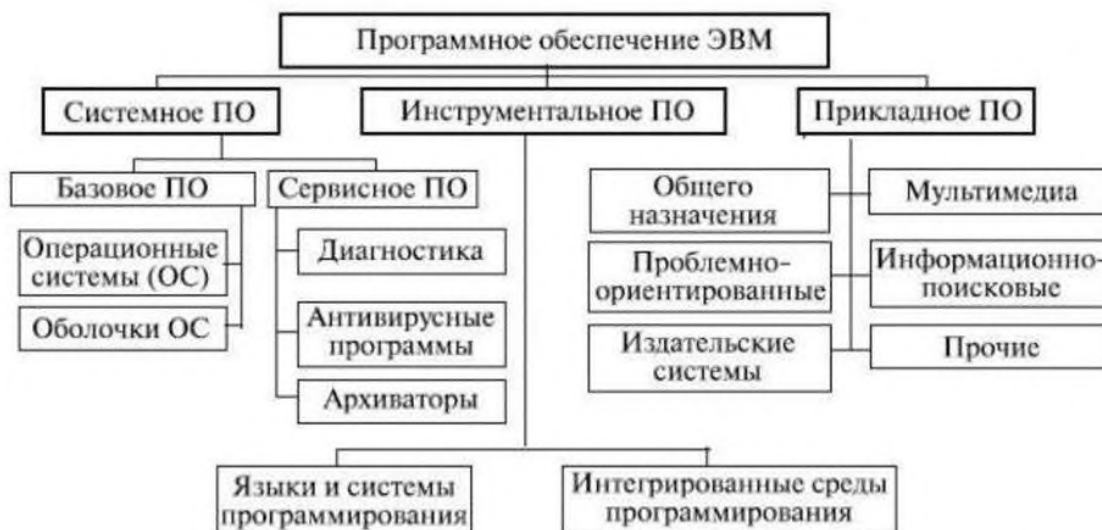 Программное обеспечение ЭВМ
Системное ПО
Инструментальное ПО
Прикладное ПО
Базовое ПО
Сервисное ПО
Операционные
системы (ОС)
Оболочки ОС
Диагностика
Антивирусные
программы
Архиваторы
Общего
назначения
Мультимедиа
Проблемно-
ориентированные
Информационно-
поисковые
Издательские
системы
Прочие
Языки и системы
программирования
Интегрированные среды
программирования